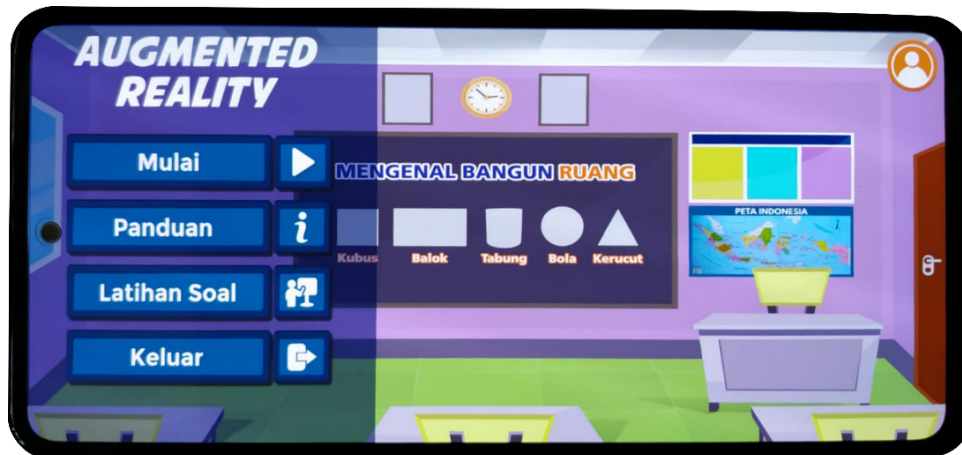 AUGMENTED
REALITY
Mulai
Panduan
i
Latihan Soal
Keluar
MENGENAL BANGUN RUANG
Kubus Balok Tabung Bola Kerucut
PETA INDONESIA